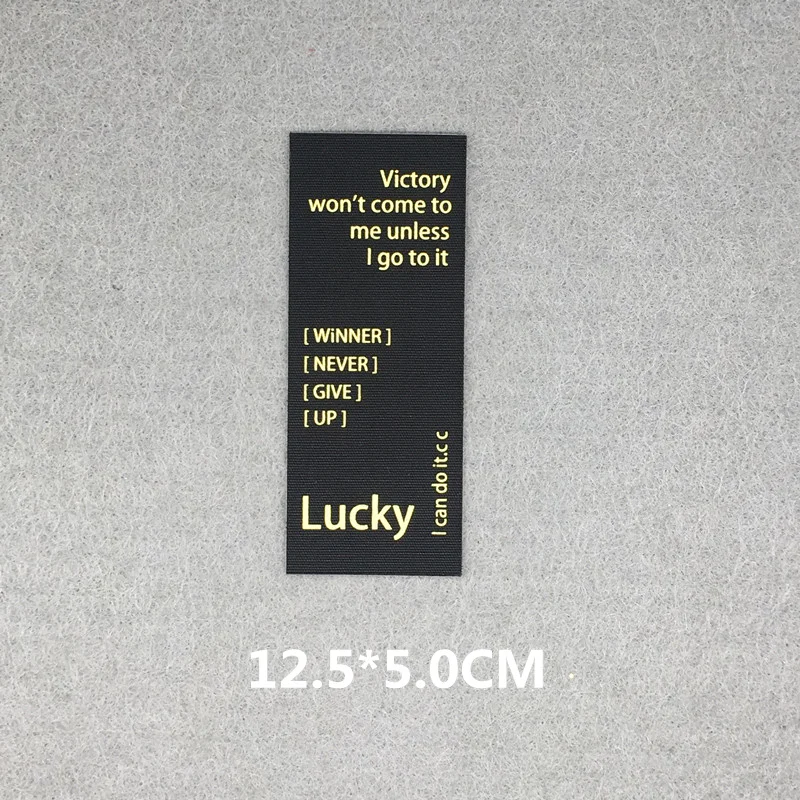 Victory
won't come to
me unless
I go to it
[ WiNNER ]
[ NEVER ]
[ GIVE ]
[ UP ]
I can do it.c c
Lucky
12.5*5.0CM